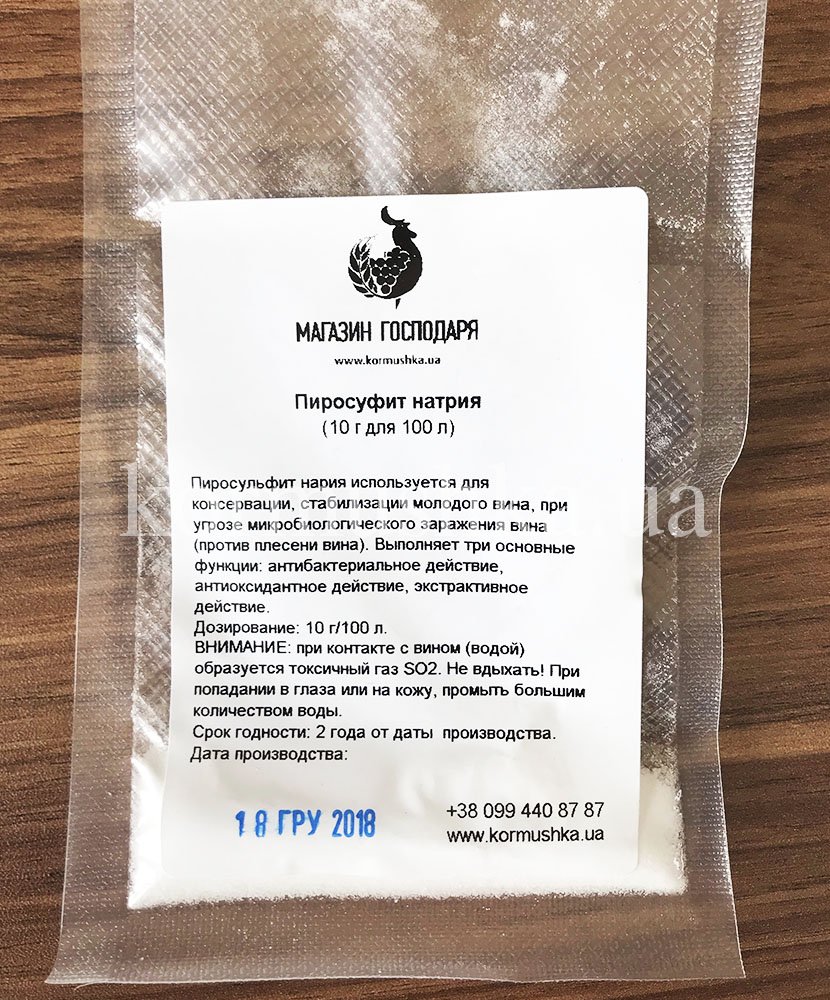 МАГАЗИН ГОСПОДАРЯ
www.kormushka.ua
Пиросуфит натрия
(10 г для 100 л)
Пиросульфит нария используется для
консервации, стабилизации молодого вина, при
угрозе микробиологического заражения вина
(против плесени вина). Выполняет три основные
функции: антибактериальное действие,
антиоксидантное действие, экстрактивное
действие.
Дозирование: 10 г/100 л.
ВНИМАНИЕ: при контакте с вином (водой)
образуется токсичный газ SO2. Не вдыхать! При
попадании в глаза или на кожу, промыть большим
количеством воды.
Срок годности: 2 года от даты производства.
Дата производства:
18 ГРУ 2018
+38 099 440 87 87
www.kormushka.ua
kormushka.ua